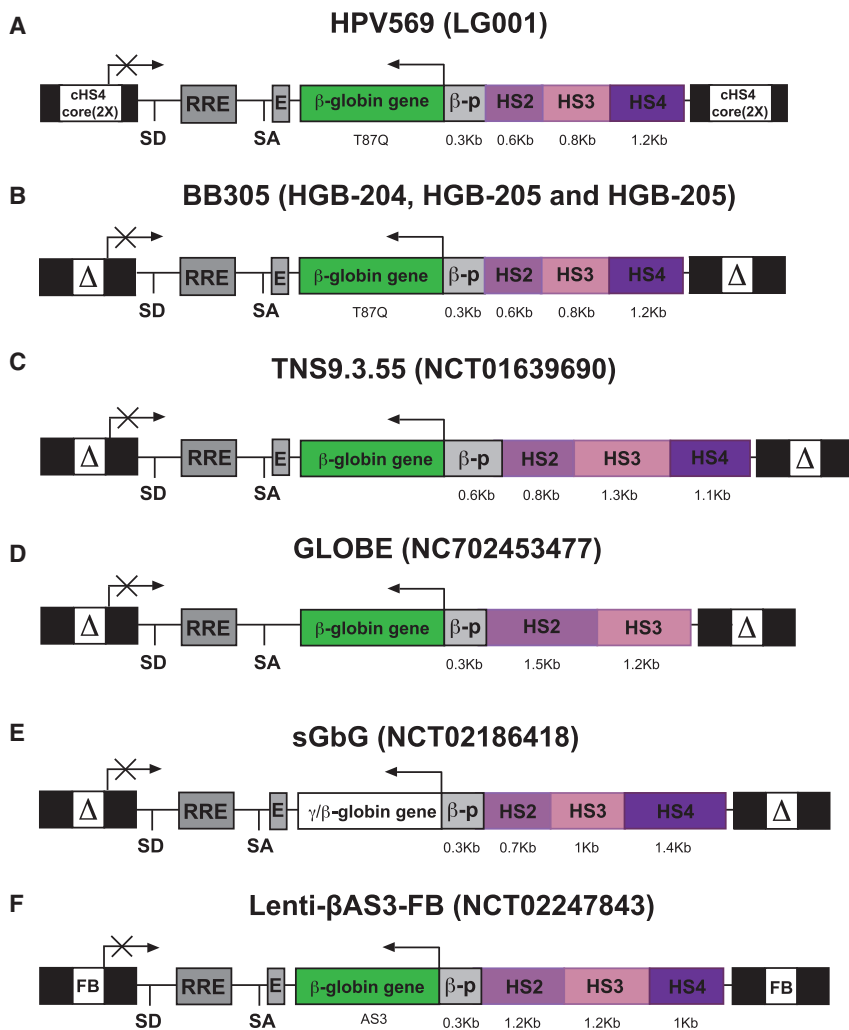 A
HPV569 (LG001)
cHS4 core(2X)
RRE
E
β-globin gene
β-p
HS2
HS3
HS4
cHS4 core(2X)
SD
SA
T87Q
0.3Kb
0.6Kb
0.8Kb
1.2Kb
B
BB305 (HGB-204, HGB-205 and HGB-205)
Δ
RRE
E
β-globin gene
β-p
HS2
HS3
HS4
Δ
SD
SA
T87Q
0.3Kb
0.6Kb
0.8Kb
1.2Kb
C
TNS9.3.55 (NCT01639690)
Δ
RRE
E
β-globin gene
β-p
HS2
HS3
HS4
Δ
SD
SA
0.6Kb
0.8Kb
1.3Kb
1.1Kb
D
GLOBE (NC702453477)
Δ
RRE
β-globin gene
β-p
HS2
HS3
Δ
SD
SA
0.3Kb
1.5Kb
1.2Kb
E
sGbG (NCT02186418)
Δ
RRE
E
γ/β-globin gene
β-p
HS2
HS3
HS4
Δ
SD
SA
0.3Kb
0.7Kb
1Kb
1.4Kb
F
Lenti-βAS3-FB (NCT02247843)
FB
RRE
E
β-globin gene
β-p
HS2
HS3
HS4
FB
SD
SA
AS3
0.3Kb
1.2Kb
1.2Kb
1Kb